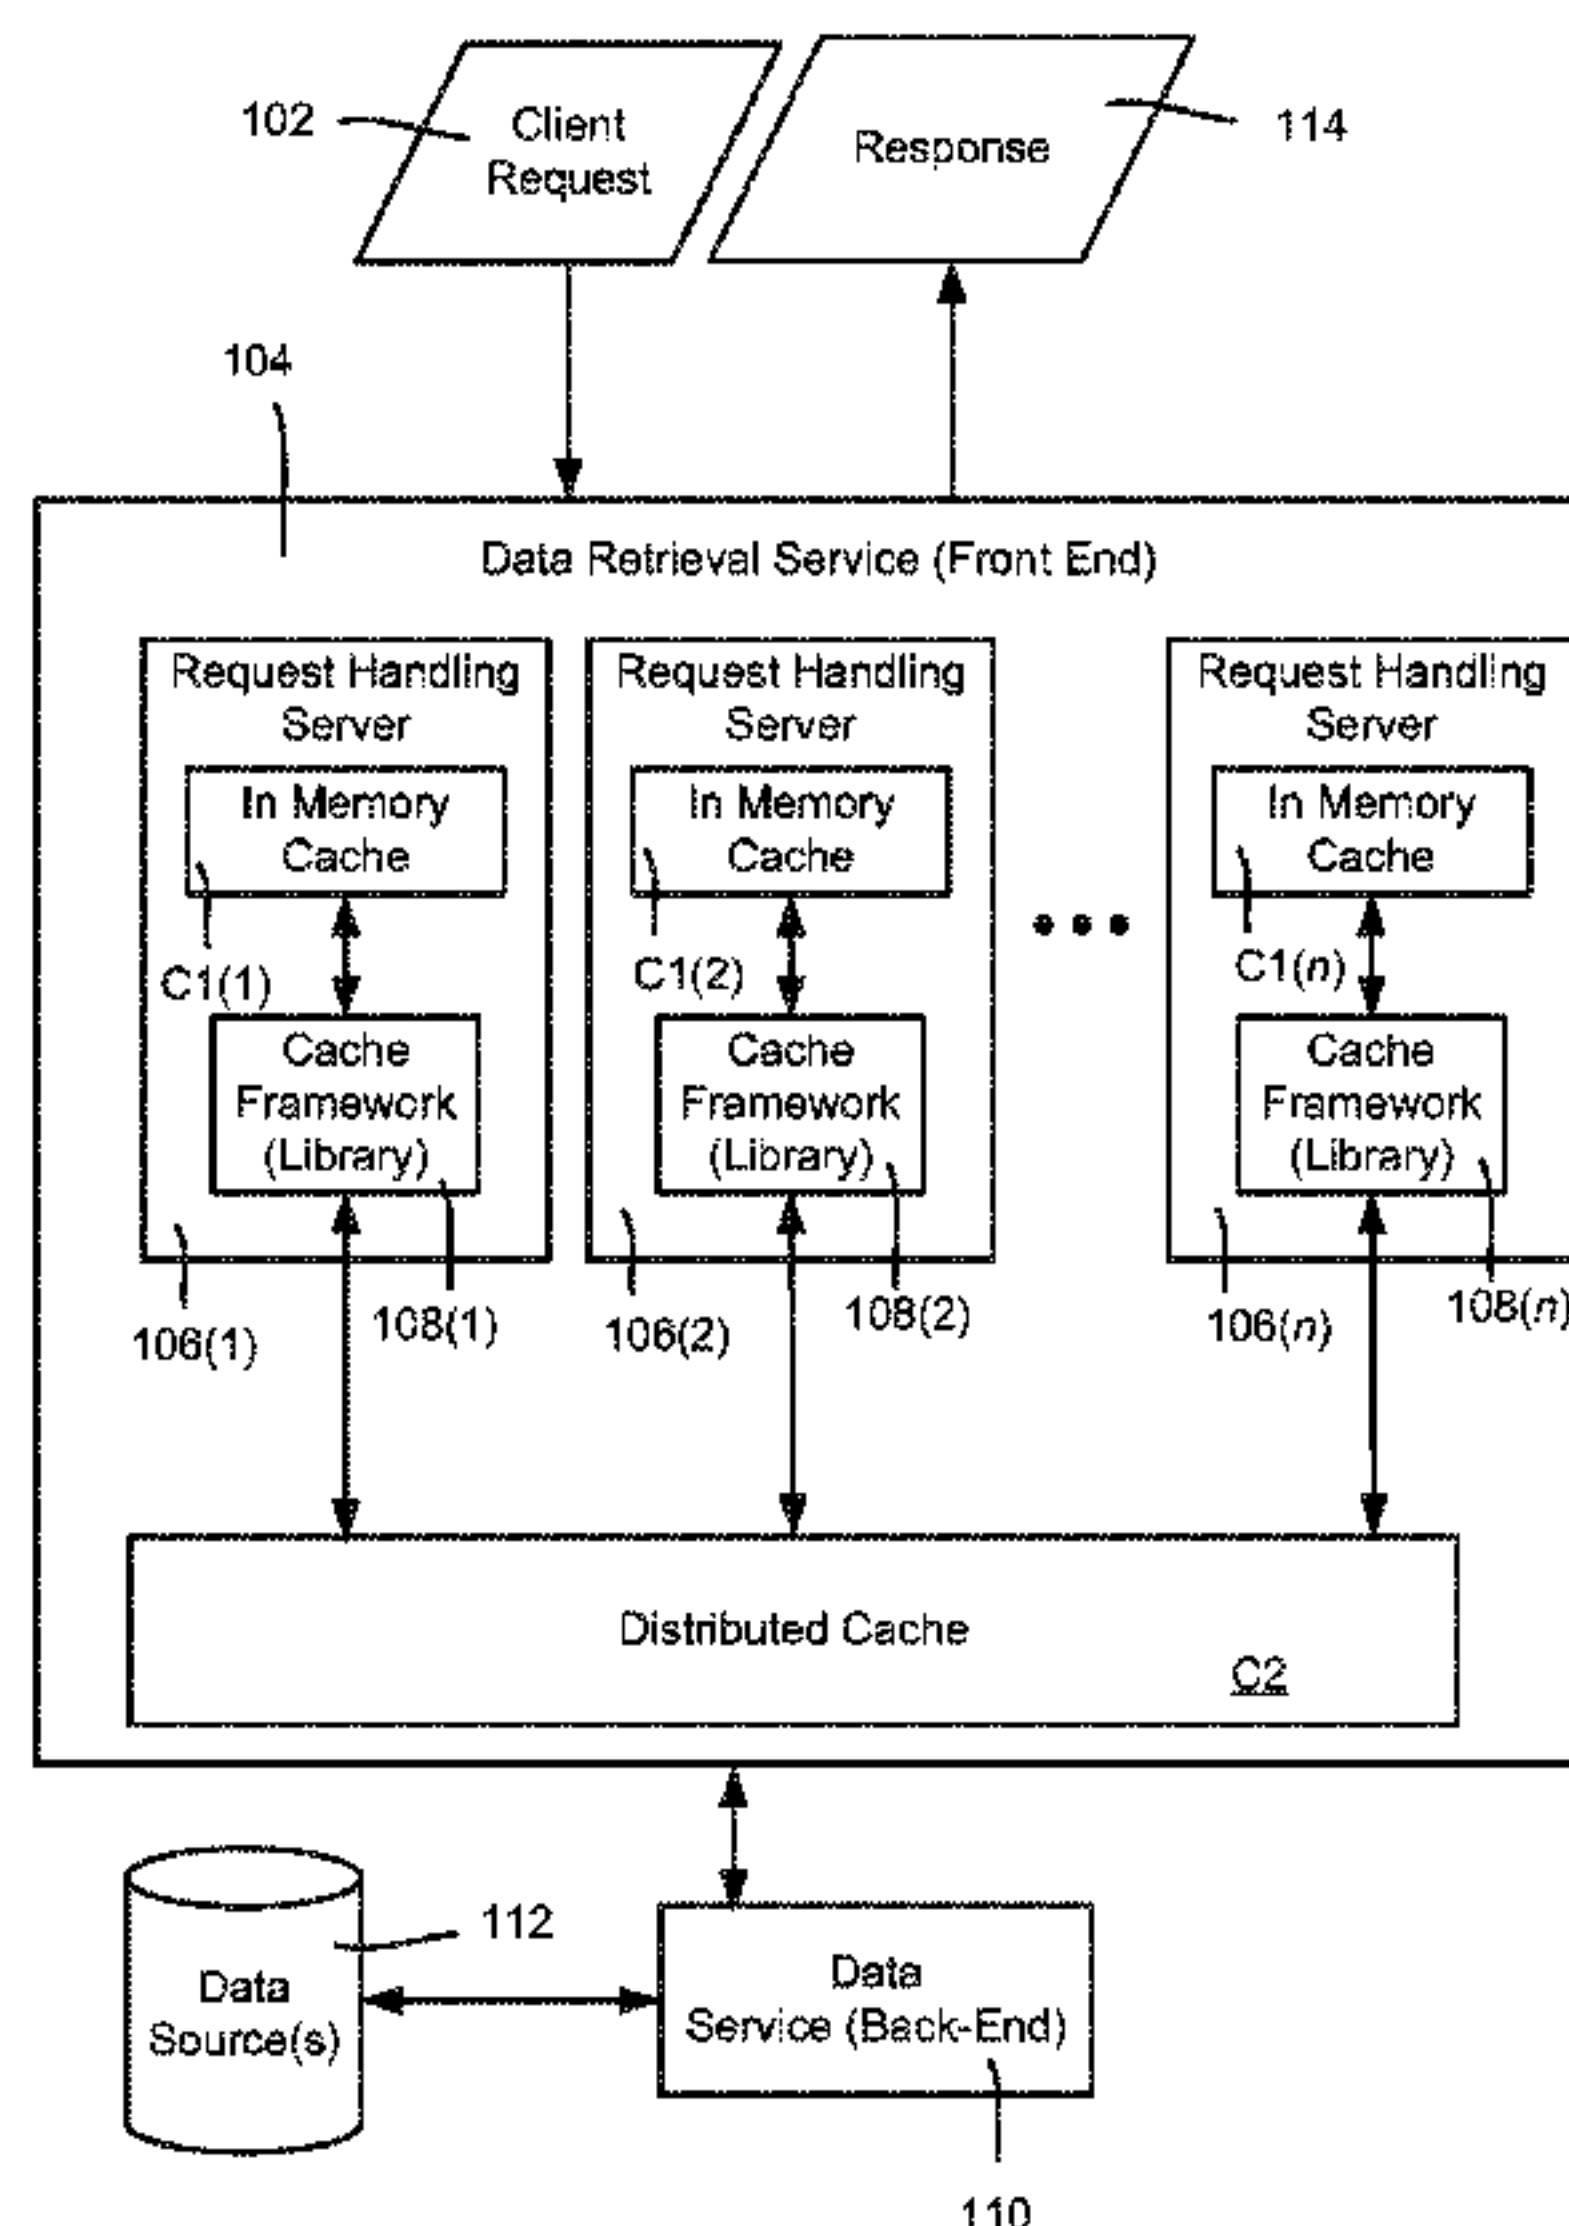 102
Client
Request
Response
114
104
Data Retrieval Service (Front End)
Request Handling
Server
In Memory
Cache
C1(1)
Cache
Framework
(Library)
106(1)
108(1)
Request Handling
Server
In Memory
Cache
C1(2)
Cache
Framework
(Library)
106(2)
108(2)
Request Handling
Server
In Memory
Cache
C1(n)
Cache
Framework
(Library)
106(n)
108(n)
Distributed Cache
C2
112
Data
Source(s)
Data
Service (Back-End)
110